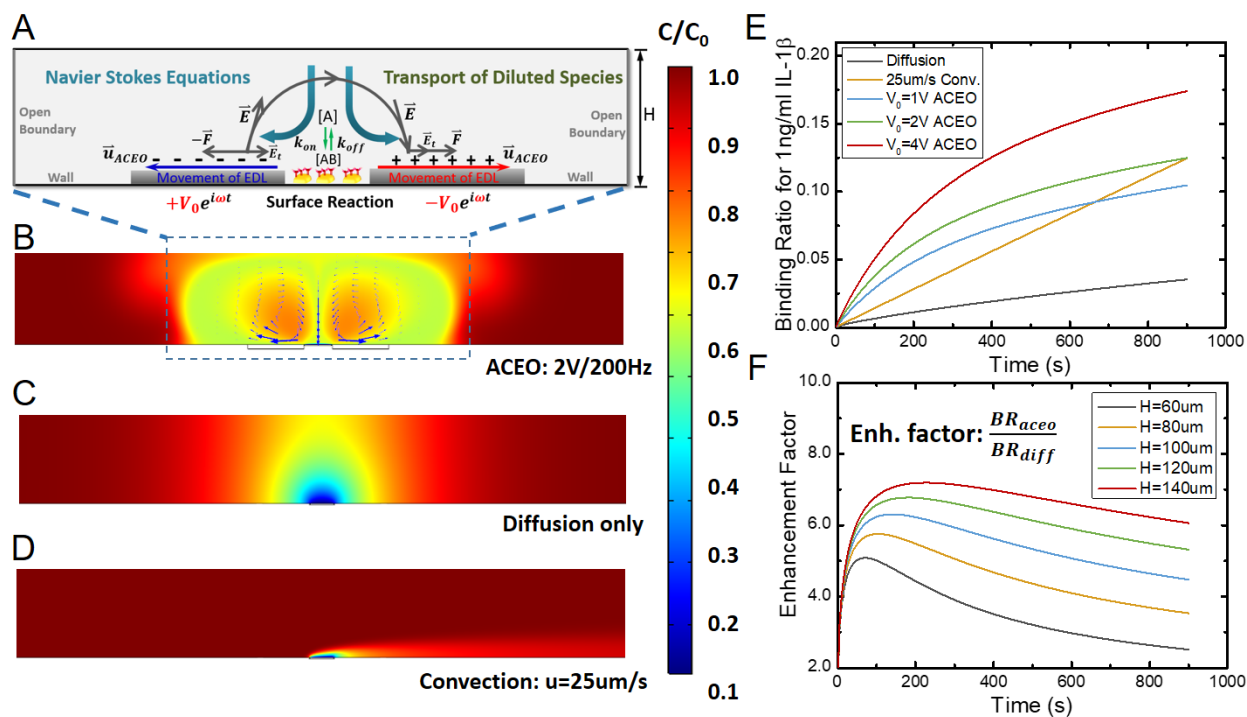 A
Navier Stokes Equations
Transport of Diluted Species
H
Open
Boundary
Open
Boundary
E⃗
E⃗
[A]
k_on
k_off
[AB]
-F⃗
E⃗_t
E⃗_t
F⃗
u⃗_ACEO
- - - - - - -
+ + + + + +
u⃗_ACEO
Wall
Movement of EDL
Movement of EDL
Wall
+V₀e^{iωt}
Surface Reaction
-V₀e^{iωt}
B
ACEO: 2V/200Hz
C
Diffusion only
D
Convection: u=25um/s
C/C₀
1.0
0.9
0.8
0.7
0.6
0.5
0.4
0.3
0.2
0.1
E
Binding Ratio for 1ng/ml IL-1β
0.20
0.15
0.10
0.05
0.00
Diffusion
25um/s Conv.
V₀=1V ACEO
V₀=2V ACEO
V₀=4V ACEO
0 200 400 600 800 1000
Time (s)
F
Enhancement Factor
10.0
8.0
6.0
4.0
2.0
Enh. factor: BR_aceo / BR_diff
H=60um
H=80um
H=100um
H=120um
H=140um
0 200 400 600 800 1000
Time (s)